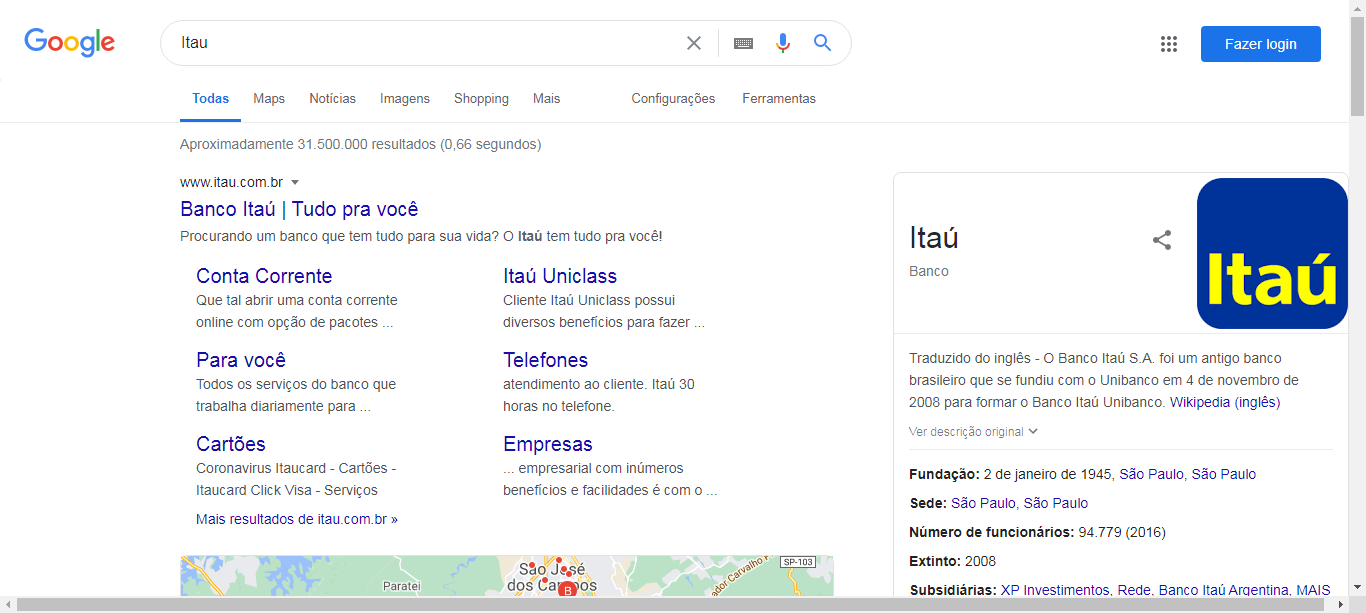 Google
Itau
Fazer login
Todas
Maps
Notícias
Imagens
Shopping
Mais
Configurações
Ferramentas
Aproximadamente 31.500.000 resultados (0,66 segundos)
www.itau.com.br
Banco Itaú | Tudo pra você
Procurando um banco que tem tudo para sua vida? O Itaú tem tudo pra você!
Conta Corrente
Que tal abrir uma conta corrente
online com opção de pacotes ...
Itaú Uniclass
Cliente Itaú Uniclass possui
diversos benefícios para fazer ...
Para você
Todos os serviços do banco que
trabalha diariamente para ...
Telefones
atendimento ao cliente. Itaú 30
horas no telefone.
Cartões
Coronavirus Itaucard - Cartões -
Itaucard Click Visa - Serviços
Empresas
... empresarial com inúmeros
benefícios e facilidades é com o ...
Mais resultados de itau.com.br »
São José
dos Campos
Paratei
B
SP-103
ador Carvalho P
Itaú
Banco
Itaú
Traduzido do inglês - O Banco Itaú S.A. foi um antigo banco
brasileiro que se fundiu com o Unibanco em 4 de novembro de
2008 para formar o Banco Itaú Unibanco. Wikipedia (inglês)
Ver descrição original
Fundação: 2 de janeiro de 1945, São Paulo, São Paulo
Sede: São Paulo, São Paulo
Número de funcionários: 94.779 (2016)
Extinto: 2008
Subsidiárias: XP Investimentos, Rede, Banco Itaú Argentina, MAIS